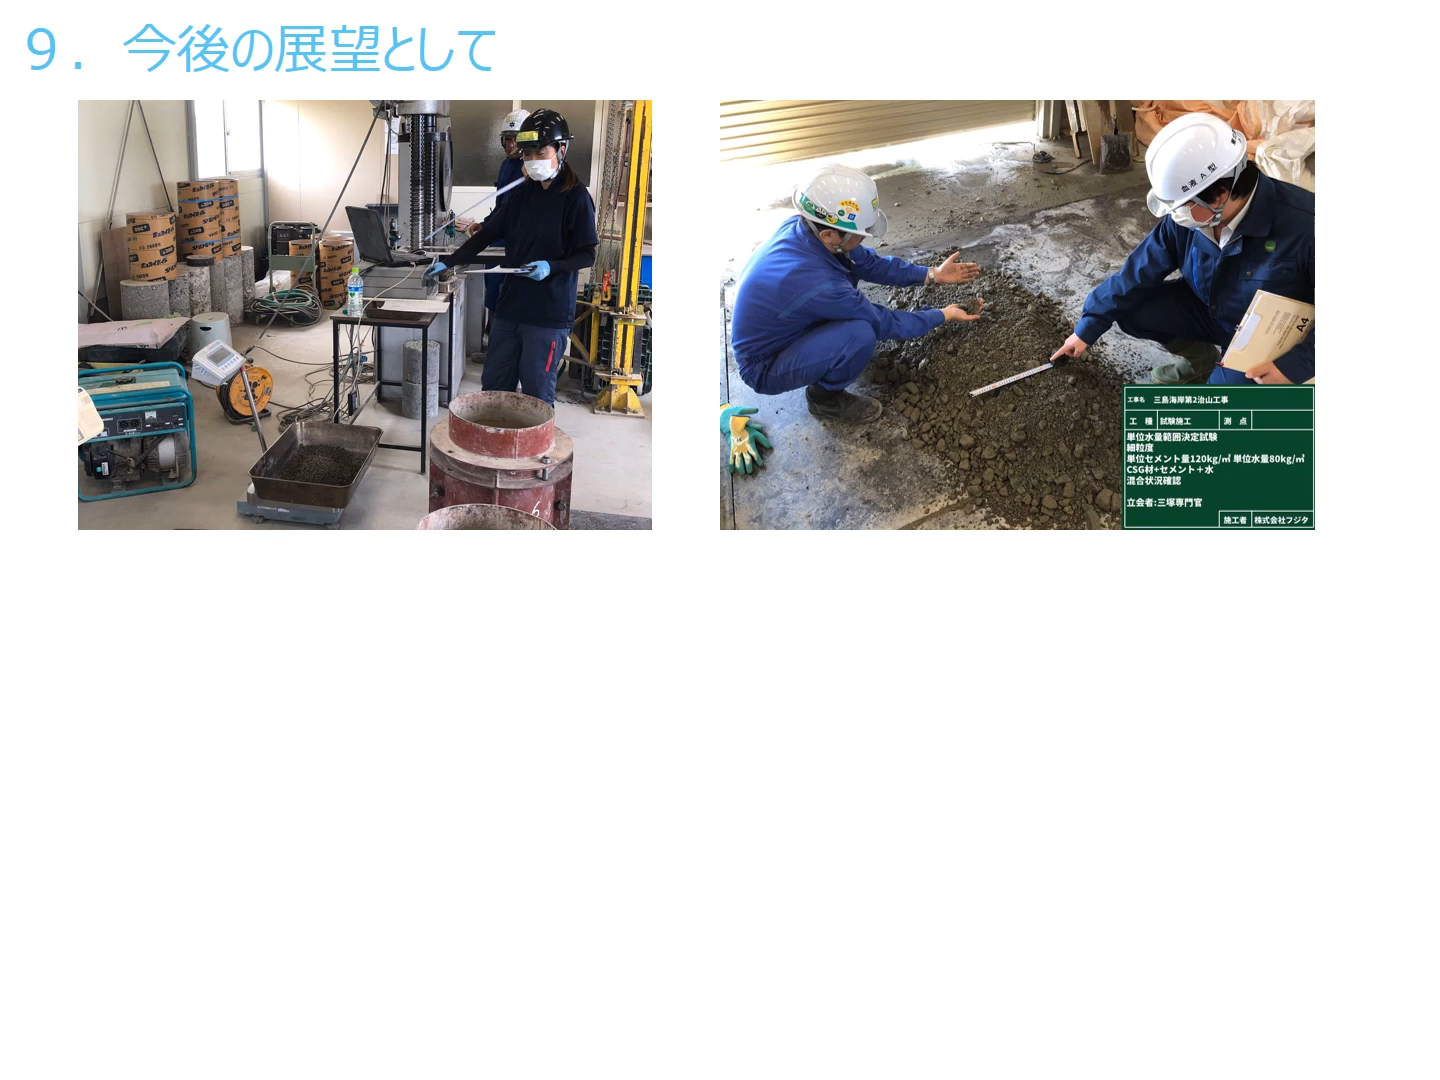 ９．今後の展望として
血液 A 型
A4
工事名 三島海岸第2治山工事
工 種 試験施工 測 点
単位水量範囲決定試験
細粒度
単位セメント量120kg/㎥ 単位水量80kg/㎥
CSG材+セメント＋水
混合状況確認
立会者:三塚専門官
施工者 株式会社フジタ